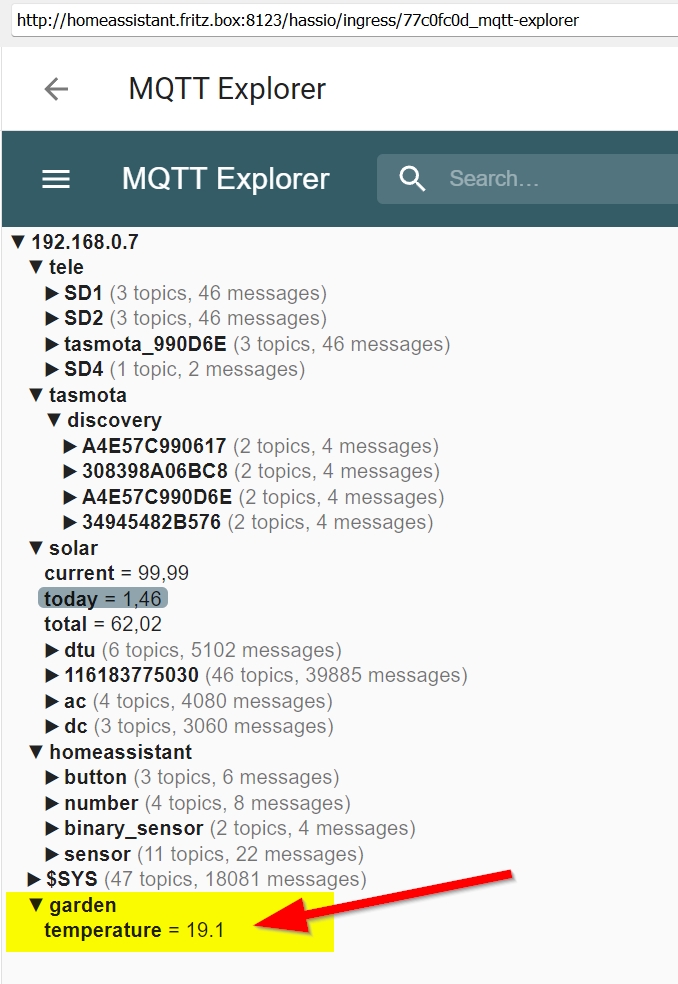 http://homeassistant.fritz.box:8123/hassio/ingress/77c0fc0d_mqtt-explorer
MQTT Explorer
MQTT Explorer
Search...
192.168.0.7
tele
SD1 (3 topics, 46 messages)
SD2 (3 topics, 46 messages)
tasmota_990D6E (3 topics, 46 messages)
SD4 (1 topic, 2 messages)
tasmota
discovery
A4E57C990617 (2 topics, 4 messages)
308398A06BC8 (2 topics, 4 messages)
A4E57C990D6E (2 topics, 4 messages)
34945482B576 (2 topics, 4 messages)
solar
current = 99,99
today = 1,46
total = 62,02
dtu (6 topics, 5102 messages)
116183775030 (46 topics, 39885 messages)
ac (4 topics, 4080 messages)
dc (3 topics, 3060 messages)
homeassistant
button (3 topics, 6 messages)
number (4 topics, 8 messages)
binary_sensor (2 topics, 4 messages)
sensor (11 topics, 22 messages)
$SYS (47 topics, 18081 messages)
garden
temperature = 19.1